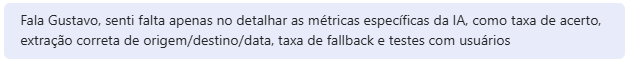 Fala Gustavo, senti falta apenas no detalhar as métricas específicas da IA, como taxa de acerto,
extração correta de origem/destino/data, taxa de fallback e testes com usuários